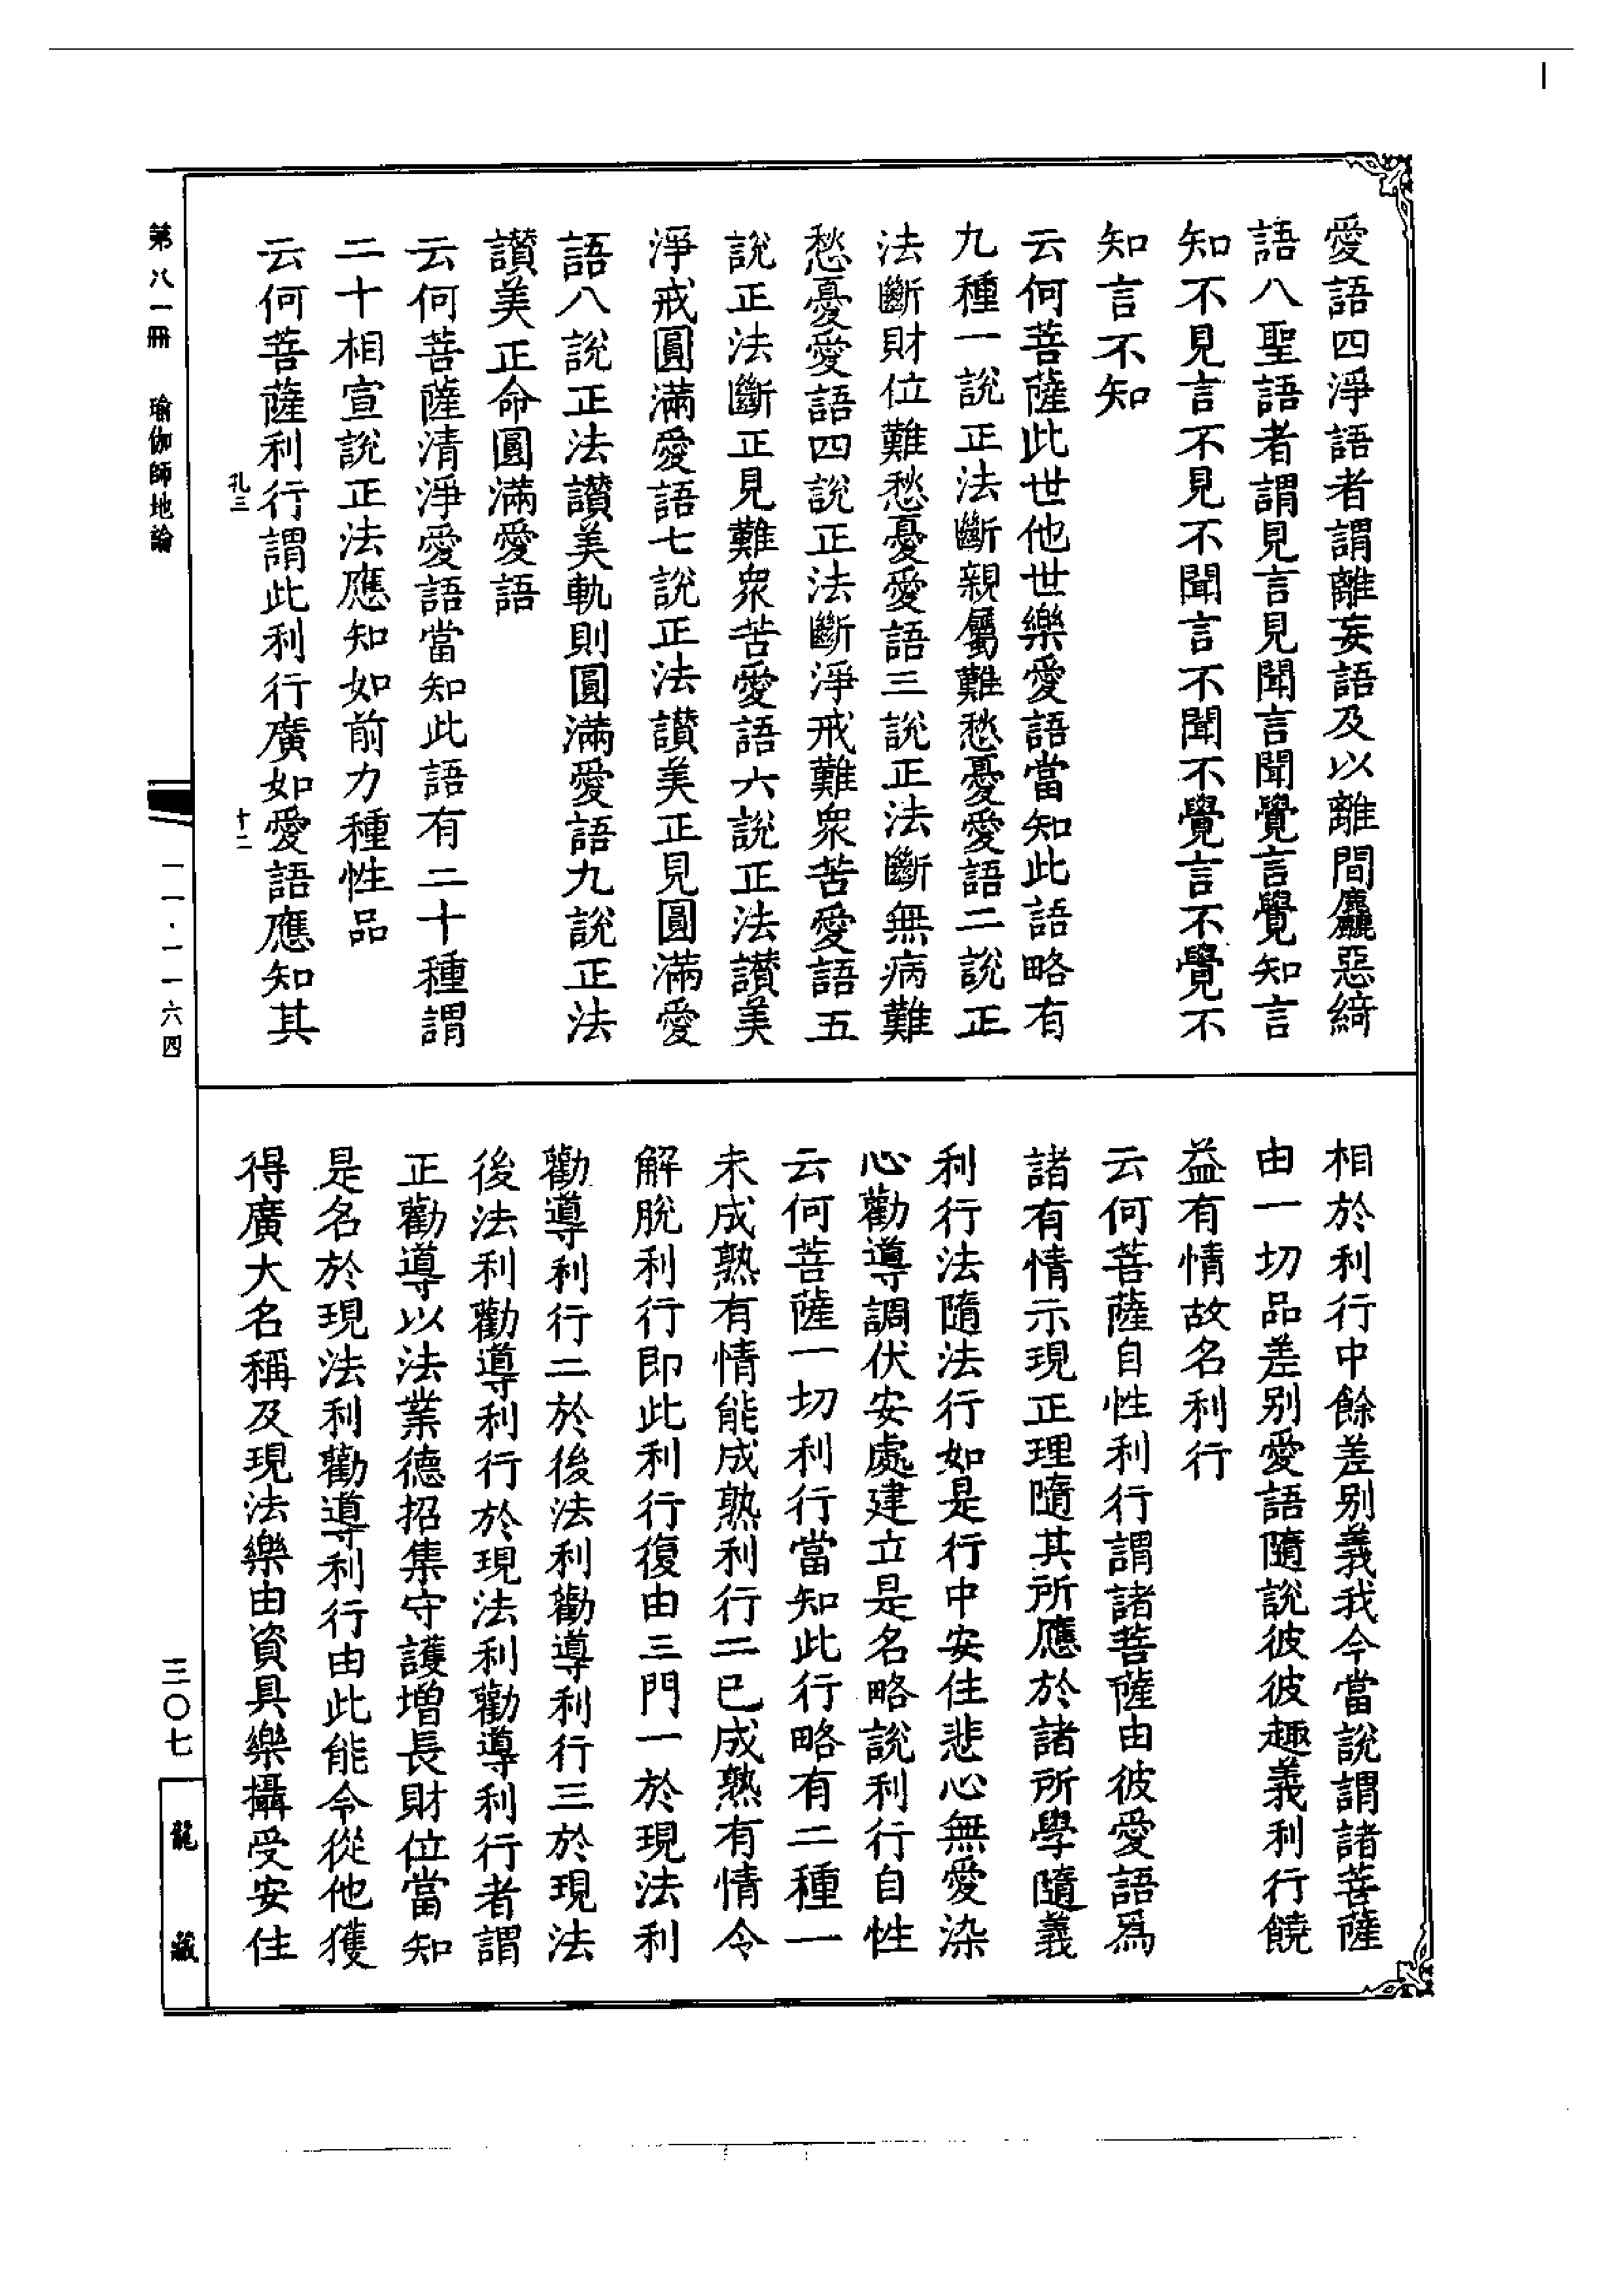 愛語四淨語者謂離妄語及以離間麤惡綺
語八聖語者謂見言見聞言聞覺言覺知言
知不見言不見不聞言不聞不覺言不覺不
知言不知
云何菩薩此世他世樂愛語當知此語略有
九種一說正法斷親屬難愁憂愛語二說正
法斷財位難愁憂愛語三說正法斷無病難
愁憂愛語四說正法斷淨戒難衆苦愛語五
說正法斷正見難衆苦愛語六說正法讃美
淨戒圓滿愛語七說正法讃美正見圓滿愛
語八說正法讃美軌則圓滿愛語九說正法
讃美正命圓滿愛語
云何菩薩清淨愛語當知此語有二十種謂
二十相宣說正法應知如前力種性品
云何菩薩利行謂此利行廣如愛語應知其
孔三
十二
相於利行中餘差别義我今當說謂諸菩薩
由一切品差别愛語隨說彼彼趣義利行饒
益有情故名利行
云何菩薩自性利行謂諸菩薩由彼愛語爲
諸有情示現正理隨其所應於諸所學隨義
利行法隨法行如是行中安住悲心無愛染
心勸導調伏安處建立是名略說利行自性
云何菩薩一切利行當知此行略有二種一
未成熟有情能成熟利行二已成熟有情令
解脫利行即此利行復由三門一於現法利
勸導利行二於後法利勸導利行三於現法
後法利勸導利行於現法利勸導利行者謂
正勸導以法業德招集守護增長財位當知
是名於現法利勸導利行由此能令從他獲
得廣大名稱及現法樂由資具樂攝受安住
第八一冊
瑜伽師地論
一一·一一六四
三〇七
龍藏